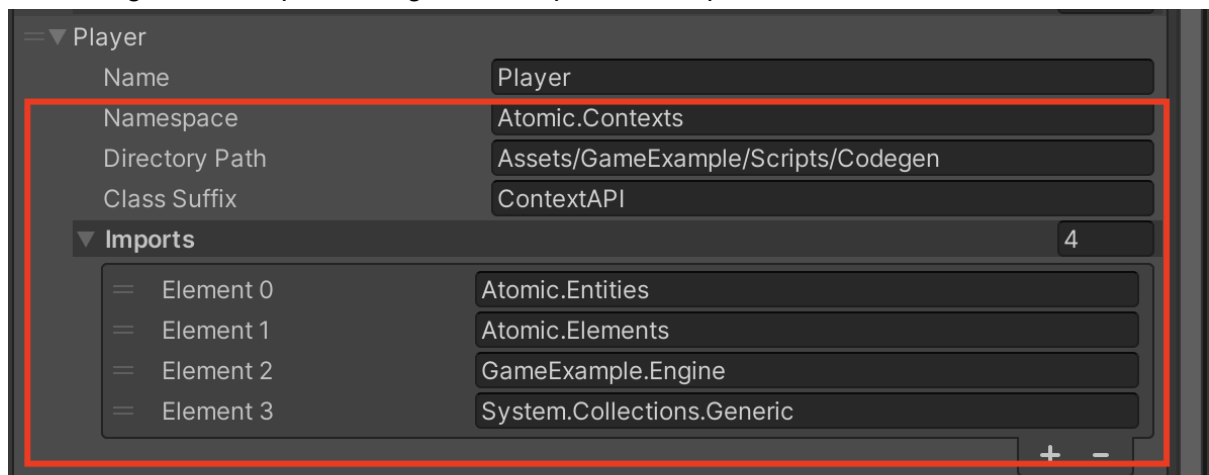 Player
Name Player
Namespace Atomic.Contexts
Directory Path Assets/GameExample/Scripts/Codegen
Class Suffix ContextAPI
Imports 4
Element 0 Atomic.Entities
Element 1 Atomic.Elements
Element 2 GameExample.Engine
Element 3 System.Collections.Generic
+ -